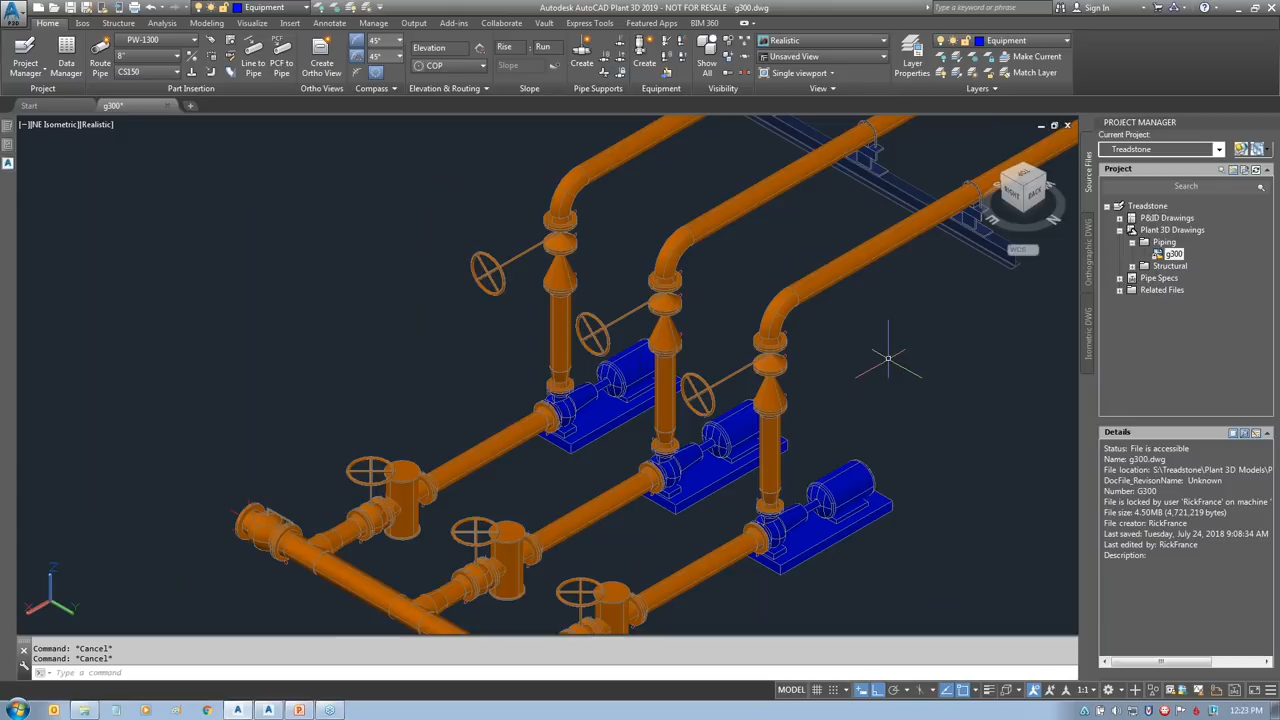 Equipment
Autodesk AutoCAD Plant 3D 2019 - NOT FOR RESALE   g300.dwg
Type a keyword or phrase
Sign In
P3D
Home
Iso
Structure
Analysis
Modeling
Visualize
Insert
Annotate
Manage
Output
Add-ins
Collaborate
Vault
Express Tools
Featured Apps
BIM 360
Project
Manager
Data
Manager
Project
Route
Pipe
PW-1300
8"
CS150
Line to
Pipe
PCF to
Pipe
Part Insertion
Create
Ortho View
Ortho Views
45°
45°
Compass
Elevation
COP
Elevation & Routing
Rise :
Run
Slope
Slope
Create
Pipe Supports
Create
Equipment
Show
All
Visibility
Realistic
Unsaved View
Single viewport
View
Layer
Properties
Equipment
Make Current
Match Layer
Layers
Start
g300*
[−][NE Isometric][Realistic]
TOP
RIGHT
BACK
N
E
WCS
Z
X
Y
Source Files
Orthographic DWG
Isometric DWG
PROJECT MANAGER
Current Project:
Treadstone
Project
Search
Treadstone
P&ID Drawings
Plant 3D Drawings
Piping
g300
Structural
Pipe Specs
Related Files
Details
Status: File is accessible
Name: g300.dwg
File location: S:\Treadstone\Plant 3D Models\P
DocFile_RevisonName: Unknown
Number: G300
File is locked by user 'RickFrance' on machine '
File size: 4.50MB (4,721,219 bytes)
File creator: RickFrance
Last saved: Tuesday, July 24, 2018 9:08:34 AM
Last edited by: RickFrance
Description:
Command: *Cancel*
Command: *Cancel*
Type a command
MODEL
1:1
12:23 PM